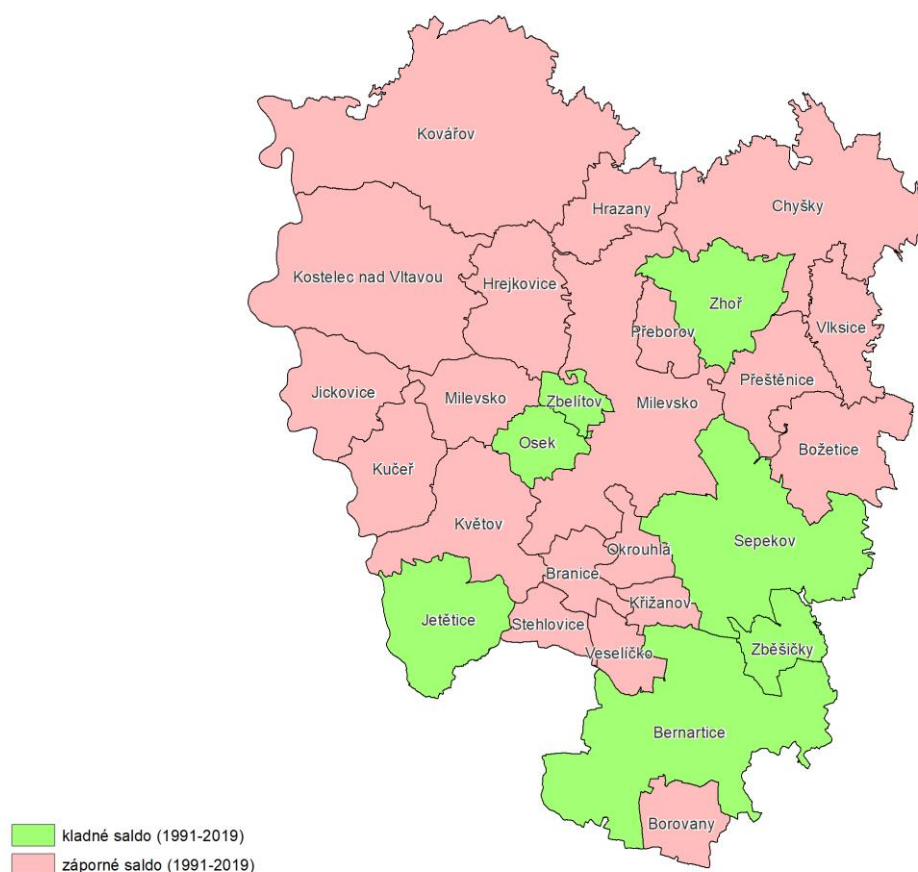 Kovářov
Hrazany
Chyšky
Kostelec nad Vltavou
Hrejkovice
Zhoř
Přeborov
Vlksice
Přeštěnice
Jickovice
Milevsko
Zbelítov
Milevsko
Osek
Božetice
Kučeř
Květov
Sepekov
Okrouhlá
Branice
Křižanov
Jetětice
Stehlovice
Veselíčko
Zběšičky
Bernartice
Borovany
kladné saldo (1991-2019)
záporné saldo (1991-2019)